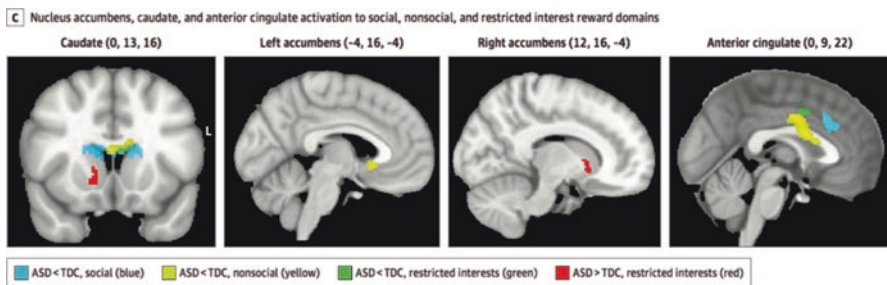 C Nucleus accumbens, caudate, and anterior cingulate activation to social, nonsocial, and restricted interest reward domains
Caudate (0, 13, 16)
Left accumbens (-4, 16, -4)
Right accumbens (12, 16, -4)
Anterior cingulate (0, 9, 22)
L
ASD<TDC, social (blue)
ASD<TDC, nonsocial (yellow)
ASD<TDC, restricted interests (green)
ASD>TDC, restricted interests (red)